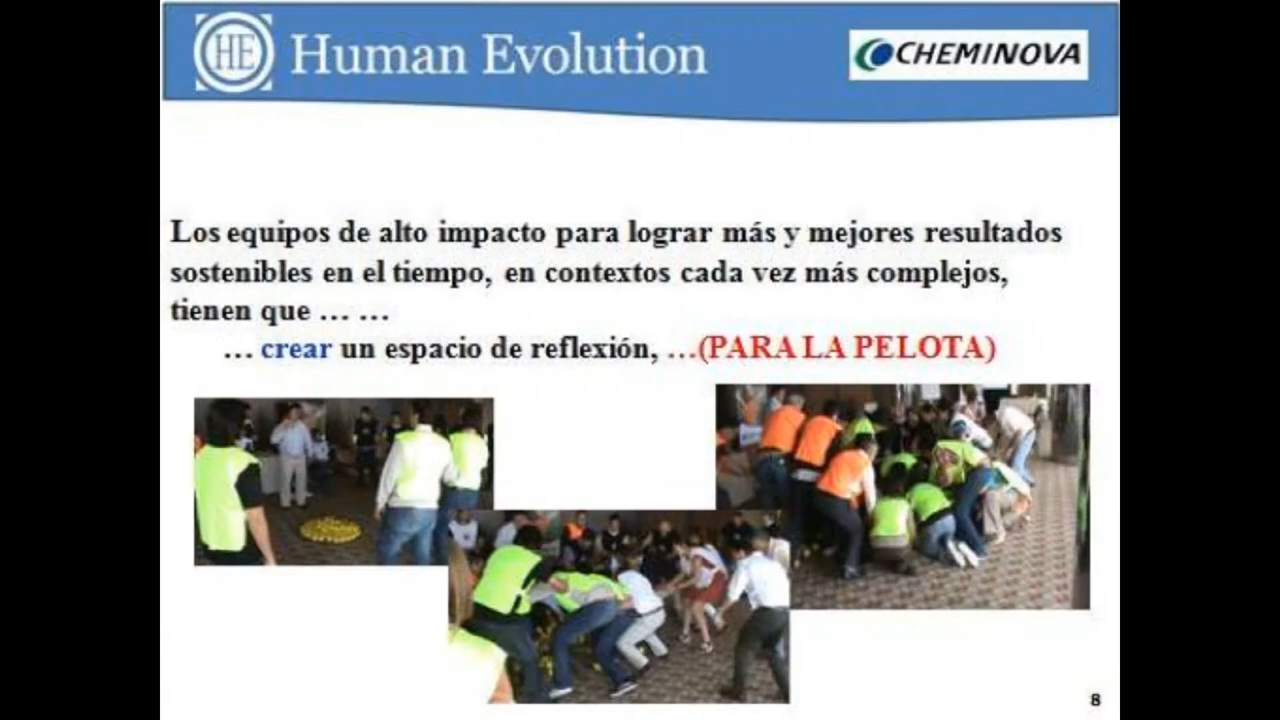 HE Human Evolution
CHEMINOVA
Los equipos de alto impacto para lograr más y mejores resultados
sostenibles en el tiempo, en contextos cada vez más complejos,
tienen que … …
… crear un espacio de reflexión, …(PARA LA PELOTA)
8